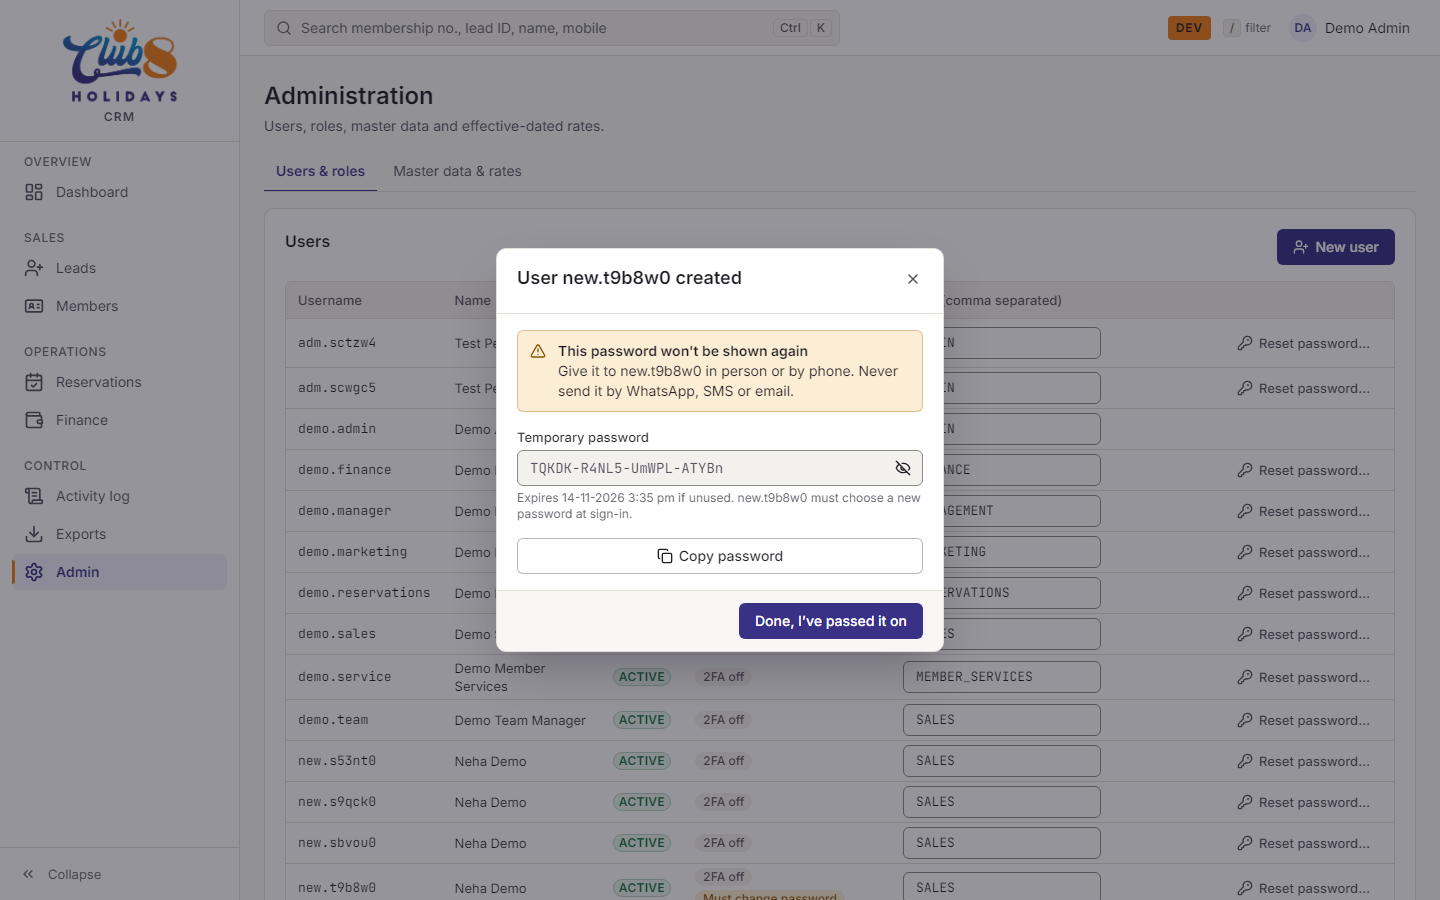 Club8
HOLIDAYS
CRM
Search membership no., lead ID, name, mobile
Ctrl K
DEV
/ filter
DA Demo Admin
OVERVIEW
Dashboard
SALES
Leads
Members
OPERATIONS
Reservations
Finance
CONTROL
Activity log
Exports
Admin
Collapse
Administration
Users, roles, master data and effective-dated rates.
Users & roles Master data & rates
Users
New user
Username Name (comma separated)
adm.sctzw4 Test Reset password...
adm.scwgc5 Test Reset password...
demo.admin Demo
demo.finance Demo Reset password...
demo.manager Demo Reset password...
demo.marketing Demo Reset password...
demo.reservations Demo Reset password...
demo.sales Demo Reset password...
demo.service Demo Member Services ACTIVE 2FA off MEMBER_SERVICES Reset password...
demo.team Demo Team Manager ACTIVE 2FA off SALES Reset password...
new.s53nt0 Neha Demo ACTIVE 2FA off SALES Reset password...
new.s9qck0 Neha Demo ACTIVE 2FA off SALES Reset password...
new.sbvou0 Neha Demo ACTIVE 2FA off SALES Reset password...
new.t9b8w0 Neha Demo ACTIVE 2FA off SALES Reset password...
Must change password
User new.t9b8w0 created
This password won't be shown again
Give it to new.t9b8w0 in person or by phone. Never
send it by WhatsApp, SMS or email.
Temporary password
TQKDK-R4NL5-UmWPL-ATYBn
Expires 14-11-2026 3:35 pm if unused. new.t9b8w0 must choose a new
password at sign-in.
Copy password
Done, I've passed it on